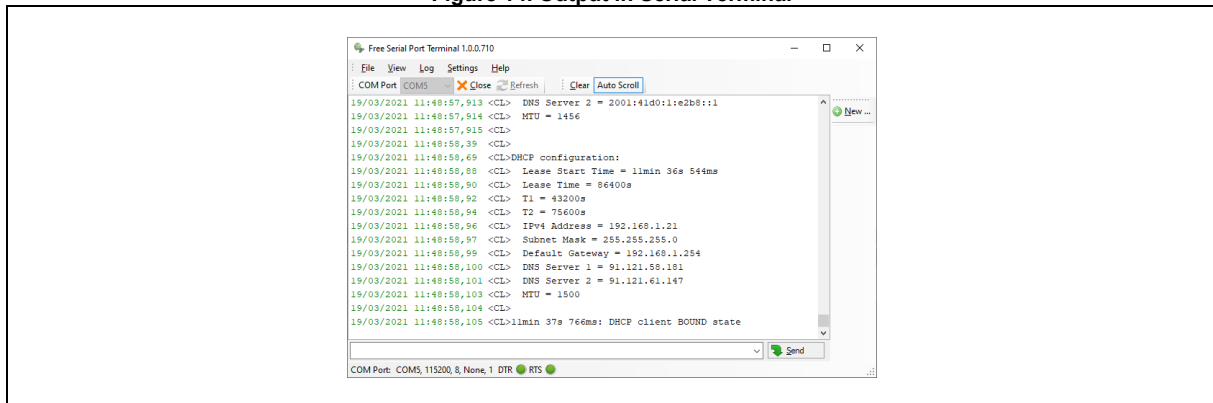 Free Serial Port Terminal 1.0.0.710
File View Log Settings Help
COM Port COM5 Close Refresh Clear Auto Scroll
19/03/2021 11:48:57,913 <CL> DNS Server 2 = 2001:41d0:1:e2b8::1
New ...
19/03/2021 11:48:57,914 <CL> MTU = 1456
19/03/2021 11:48:57,915 <CL>
19/03/2021 11:48:58,39 <CL>
19/03/2021 11:48:58,69 <CL>DHCP configuration:
19/03/2021 11:48:58,88 <CL> Lease Start Time = 11min 36s 544ms
19/03/2021 11:48:58,90 <CL> Lease Time = 86400s
19/03/2021 11:48:58,92 <CL> T1 = 43200s
19/03/2021 11:48:58,94 <CL> T2 = 75600s
19/03/2021 11:48:58,96 <CL> IPv4 Address = 192.168.1.21
19/03/2021 11:48:58,97 <CL> Subnet Mask = 255.255.255.0
19/03/2021 11:48:58,99 <CL> Default Gateway = 192.168.1.254
19/03/2021 11:48:58,100 <CL> DNS Server 1 = 91.121.58.181
19/03/2021 11:48:58,101 <CL> DNS Server 2 = 91.121.61.147
19/03/2021 11:48:58,103 <CL> MTU = 1500
19/03/2021 11:48:58,104 <CL>
19/03/2021 11:48:58,105 <CL>11min 37s 766ms: DHCP client BOUND state
Send
COM Port: COM5, 115200, 8, None, 1 DTR RTS